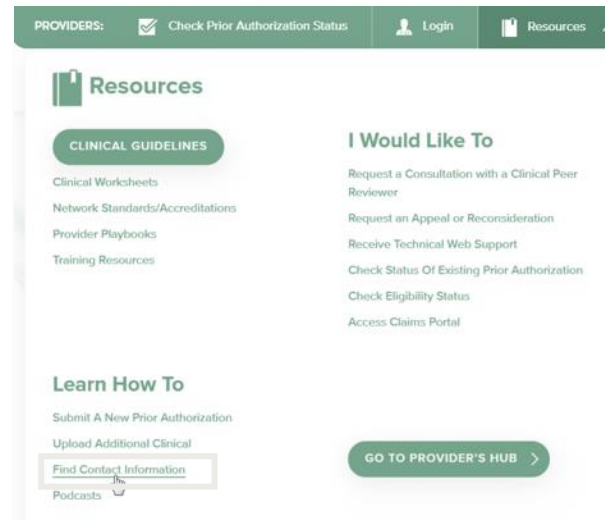 PROVIDERS: Check Prior Authorization Status Login Resources
Resources
CLINICAL GUIDELINES
Clinical Worksheets
Network Standards/Accreditations
Provider Playbooks
Training Resources
I Would Like To
Request a Consultation with a Clinical Peer
Reviewer
Request an Appeal or Reconsideration
Receive Technical Web Support
Check Status Of Existing Prior Authorization
Check Eligibility Status
Access Claims Portal
Learn How To
Submit A New Prior Authorization
Upload Additional Clinical
Find Contact Information
Podcasts
GO TO PROVIDER'S HUB